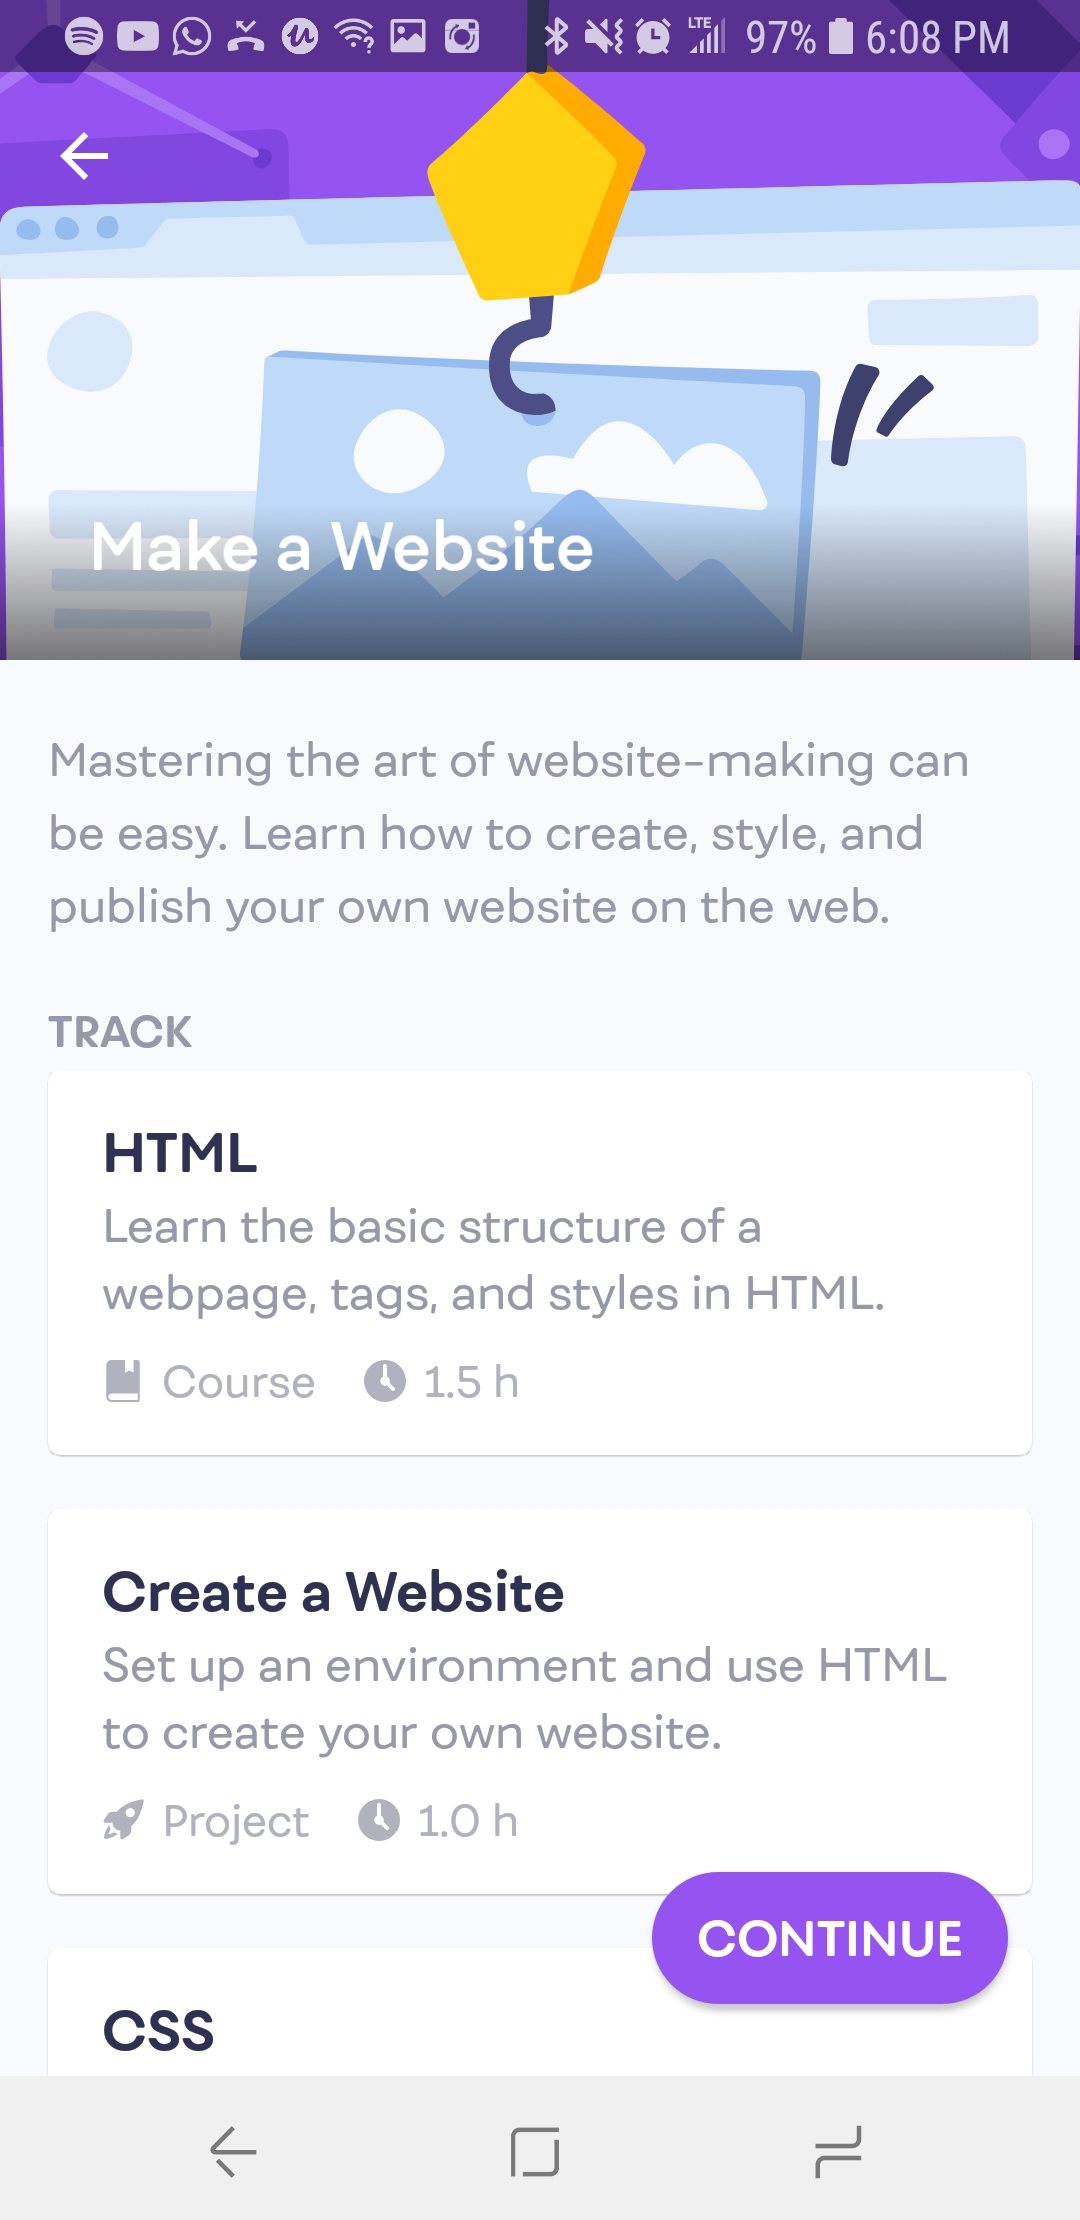 LTE 97% 6:08 PM
Make a Website
Mastering the art of website-making can
be easy. Learn how to create, style, and
publish your own website on the web.
TRACK
HTML
Learn the basic structure of a
webpage, tags, and styles in HTML.
Course 1.5 h
Create a Website
Set up an environment and use HTML
to create your own website.
Project 1.0 h
CONTINUE
CSS